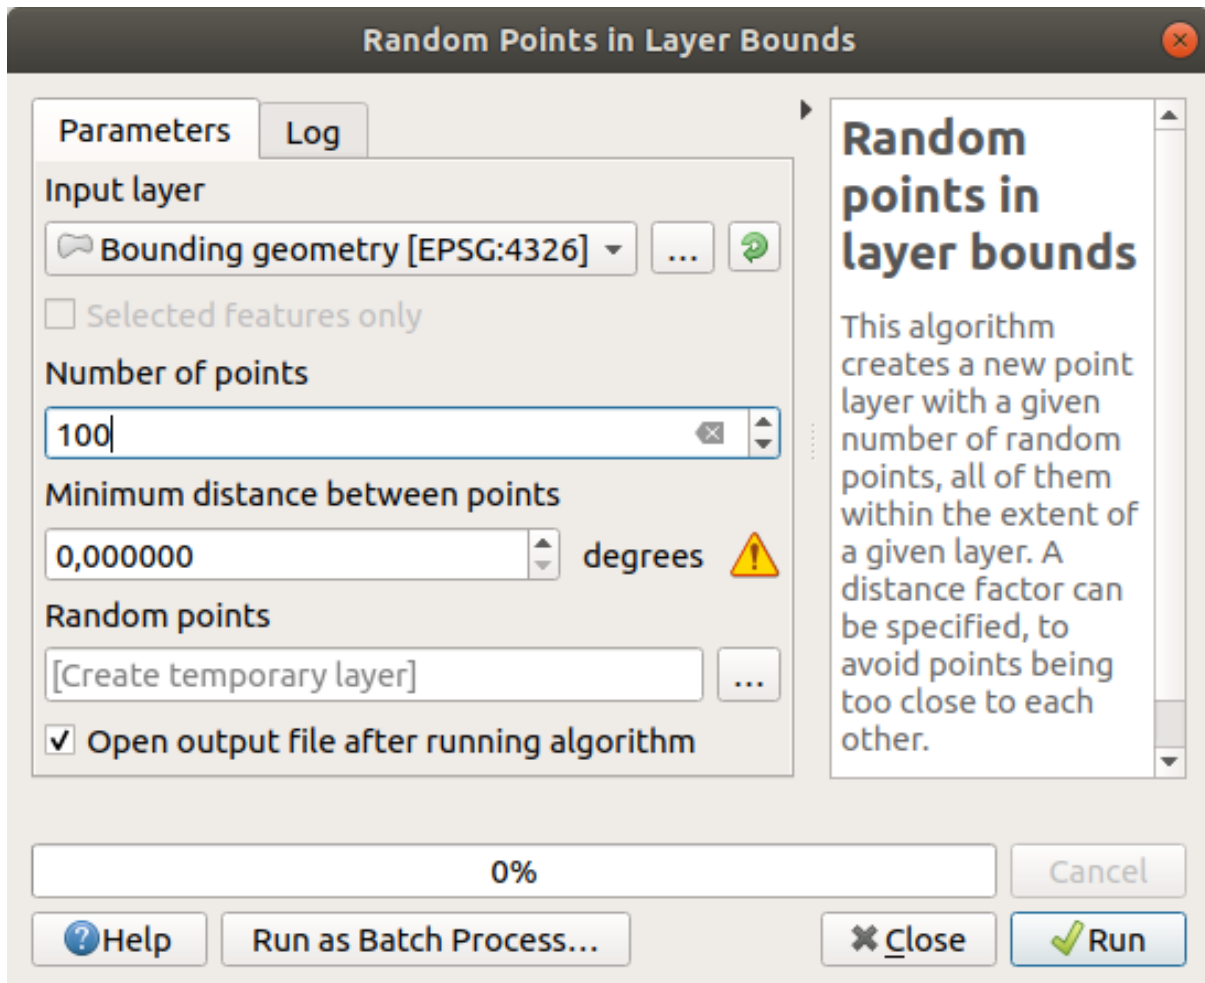 Random Points in Layer Bounds
Parameters
Log
Input layer
Bounding geometry [EPSG:4326]
...
Selected features only
Number of points
100
Minimum distance between points
0,000000
degrees
Random points
[Create temporary layer]
...
Open output file after running algorithm
Random
points in
layer bounds
This algorithm
creates a new point
layer with a given
number of random
points, all of them
within the extent of
a given layer. A
distance factor can
be specified, to
avoid points being
too close to each
other.
0%
Cancel
Help
Run as Batch Process...
Close
Run